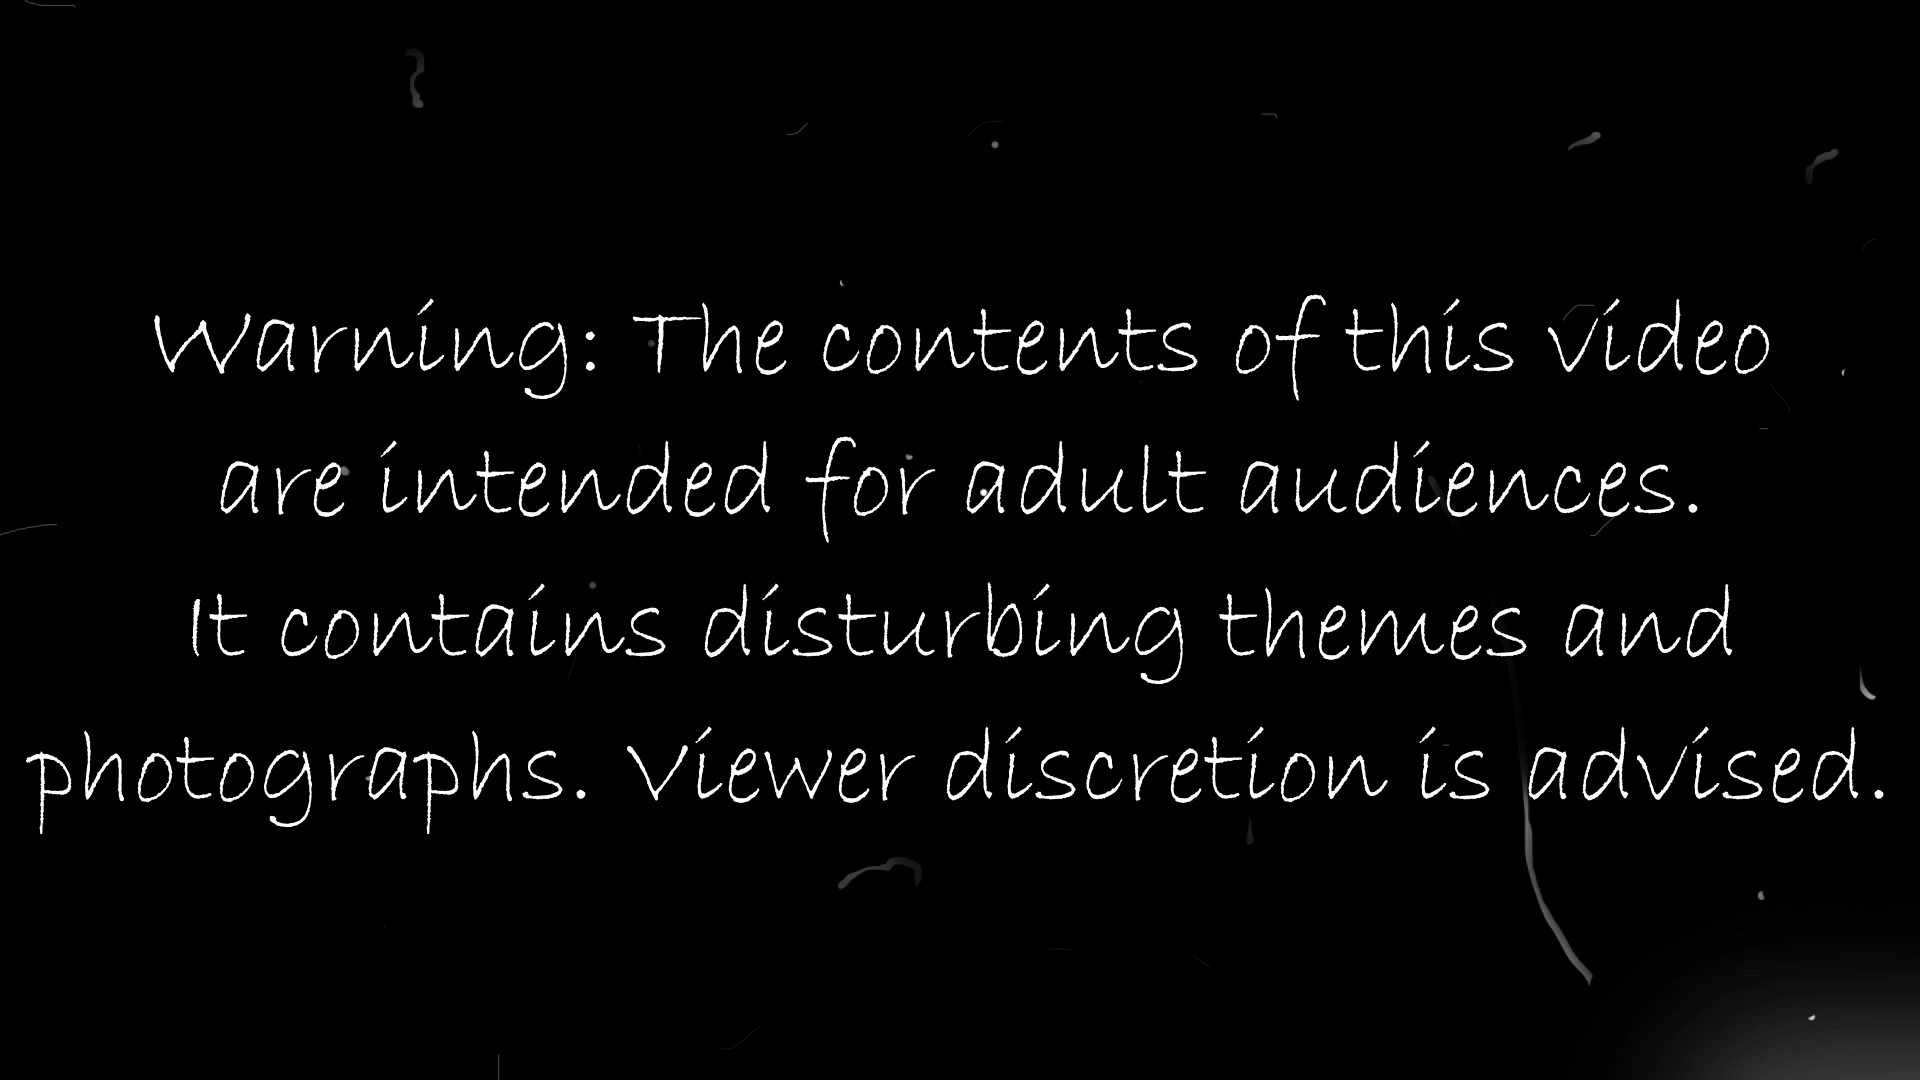 Warning: The contents of this video
are intended for adult audiences.
It contains disturbing themes and
photographs. Viewer discretion is advised.